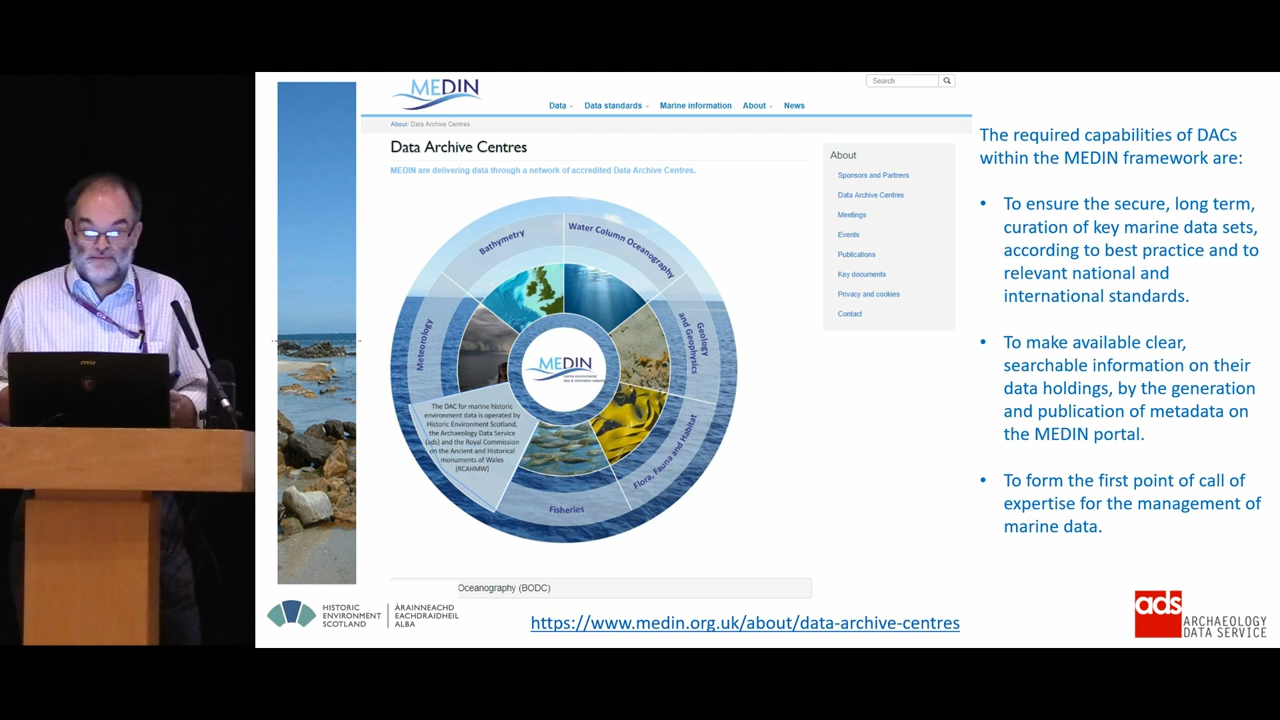 MEDIN
Search
Data
Data standards
Marine information
About
News
About: Data Archive Centres
Data Archive Centres
MEDIN are delivering data through a network of accredited Data Archive Centres.
Bathymetry
Water Column Oceanography
Geology
and Geophysics
Flora, Fauna and Habitat
Fisheries
Meteorology
The DAC for marine historic
environment data is operated by
Historic Environment Scotland,
the Archaeology Data Service
(ads) and the Royal Commission
on the Ancient and Historical
monuments of Wales
(RCAHMW)
MEDIN
marine environmental
data & information
Oceanography (BODC)
About
Sponsors and Partners
Data Archive Centres
Meetings
Events
Publications
Key documents
Privacy and cookies
Contact
The required capabilities of DACs
within the MEDIN framework are:
• To ensure the secure, long term,
curation of key marine data sets,
according to best practice and to
relevant national and
international standards.
• To make available clear,
searchable information on their
data holdings, by the generation
and publication of metadata on
the MEDIN portal.
• To form the first point of call of
expertise for the management of
marine data.
HISTORIC
ENVIRONMENT
SCOTLAND
ÀRAINNEACHD
EACHDRAIDHEIL
ALBA
https://www.medin.org.uk/about/data-archive-centres
ads
ARCHAEOLOGY
DATA SERVICE
msi